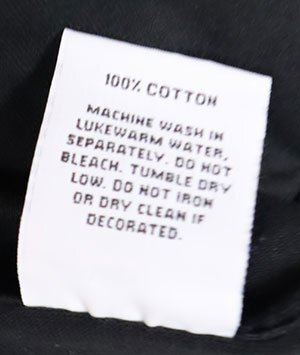 100% COTTON
MACHINE WASH IN
LUKEWARM WATER,
SEPARATELY. DO NOT
BLEACH. TUMBLE DRY
LOW. DO NOT IRON
OR DRY CLEAN IF
DECORATED.